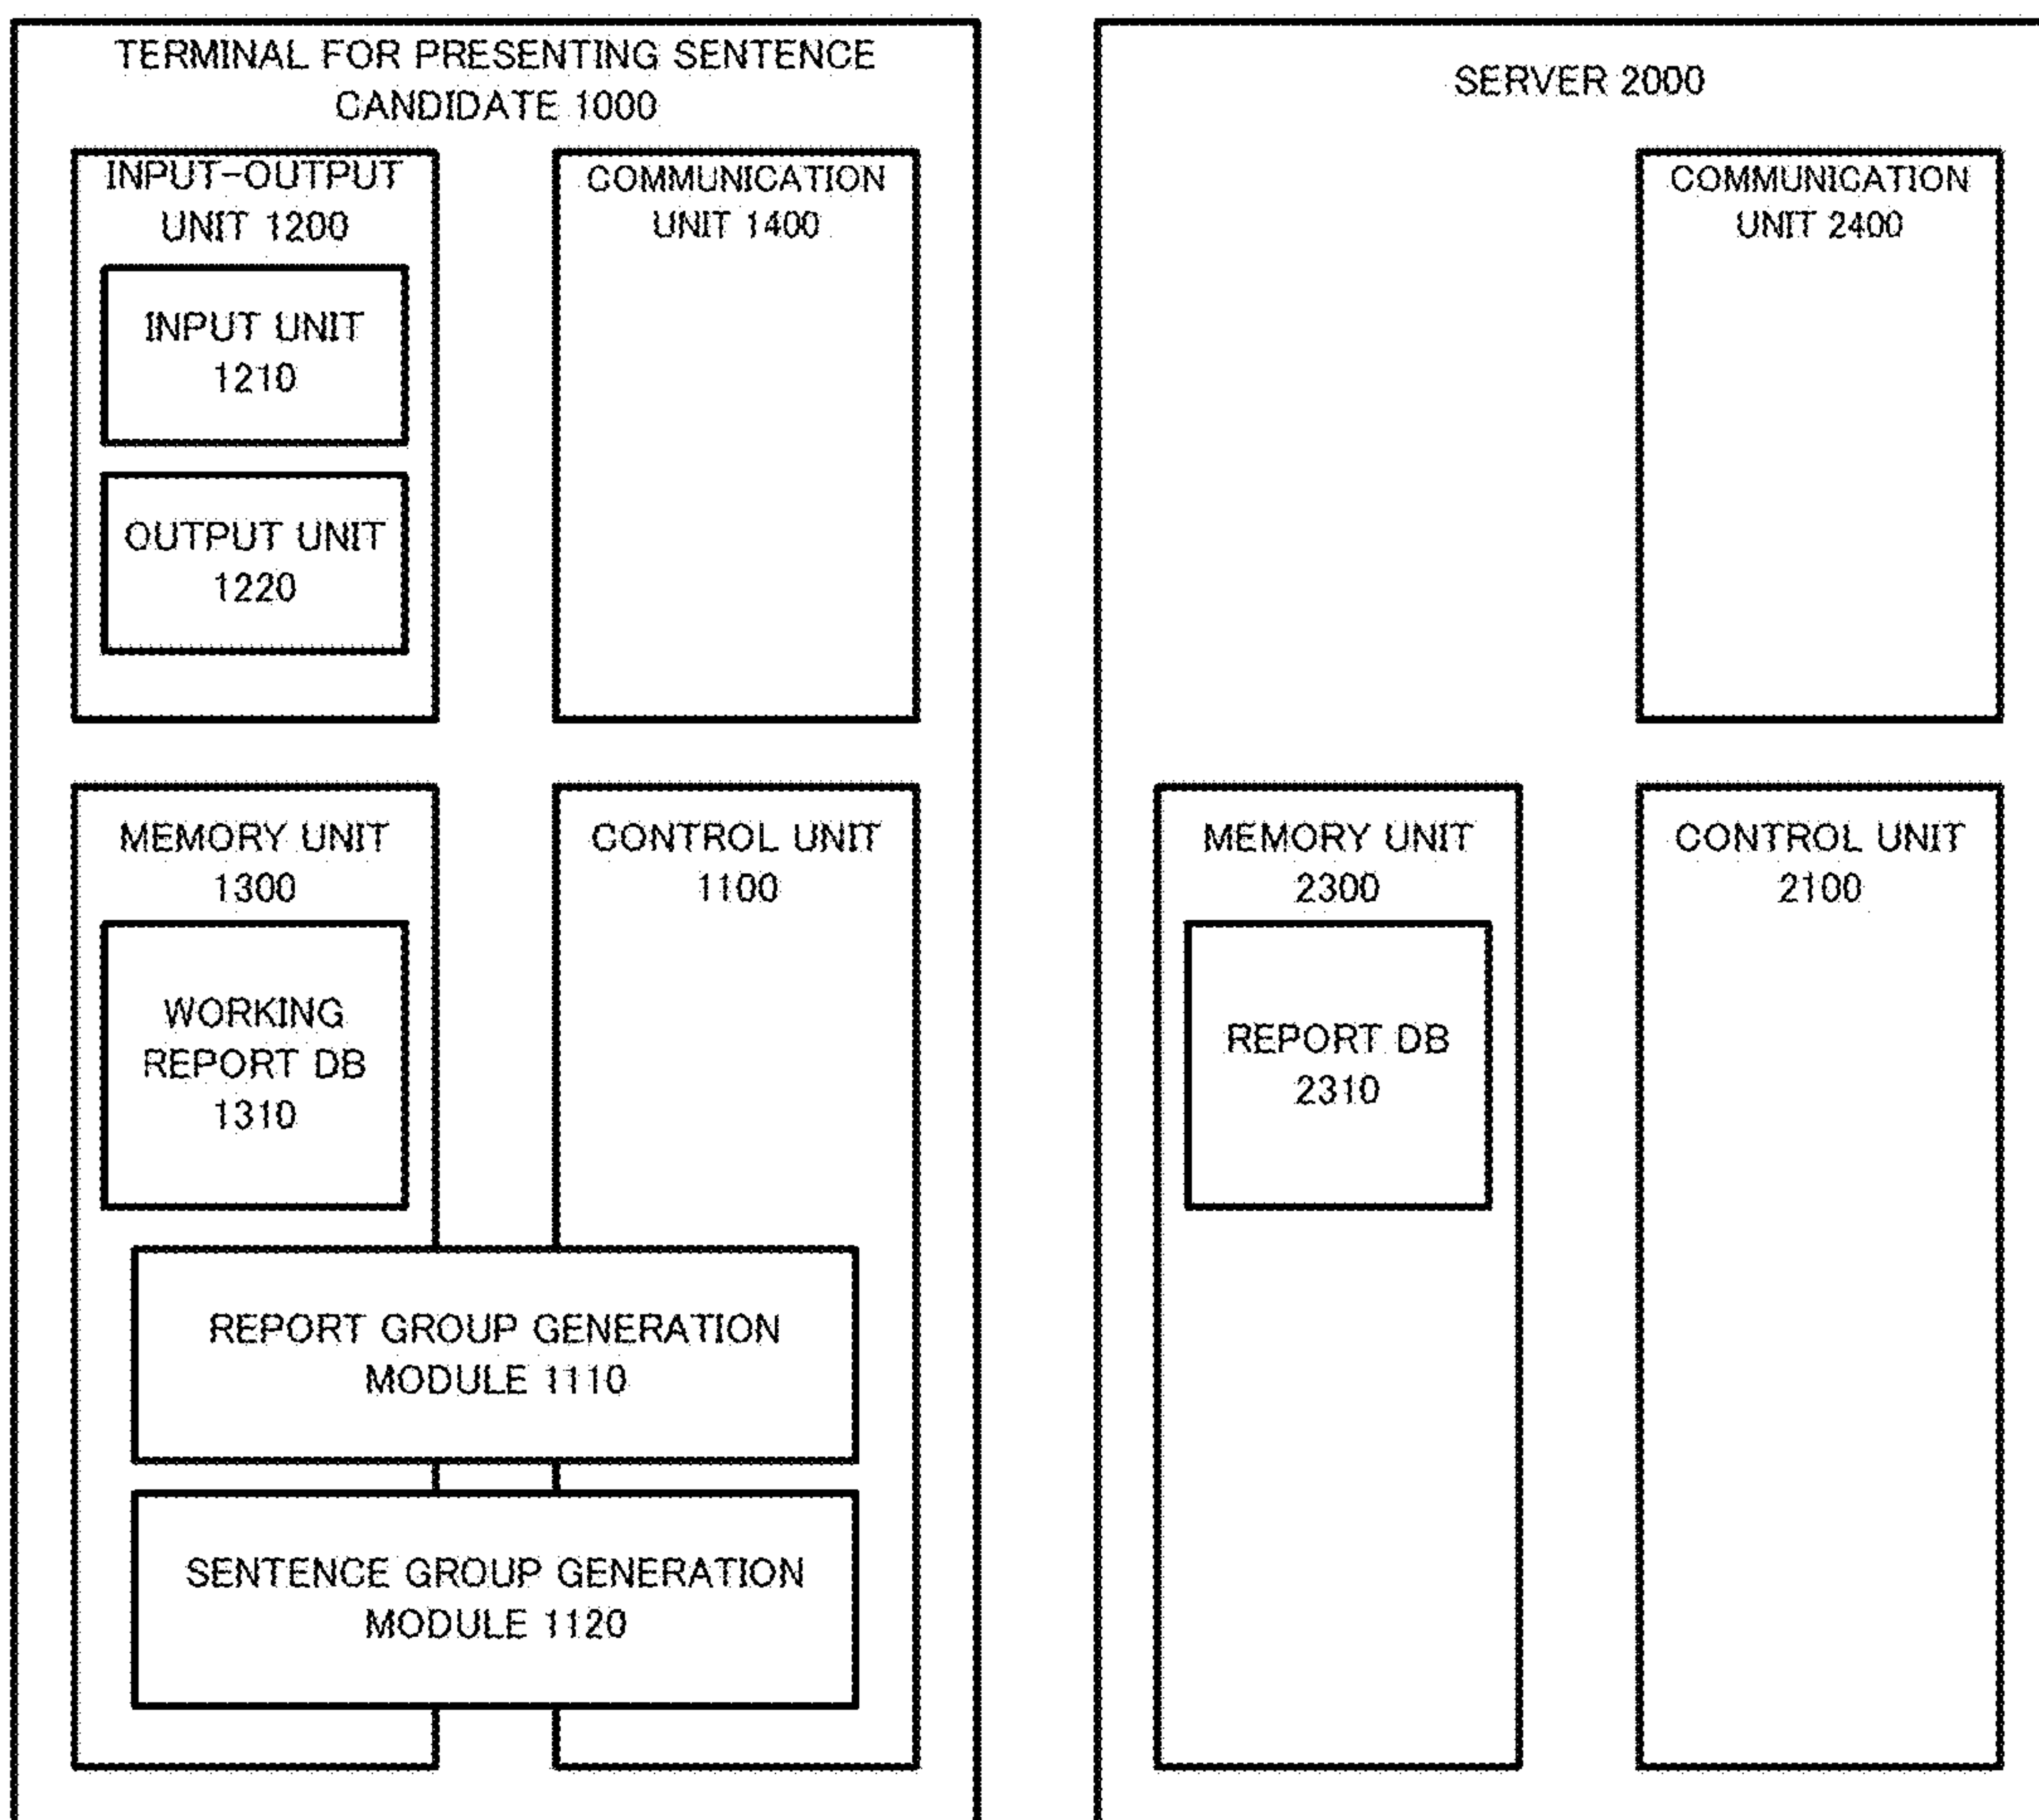 TERMINAL FOR PRESENTING SENTENCE
CANDIDATE 1000
INPUT-OUTPUT
UNIT 1200
INPUT UNIT
1210
OUTPUT UNIT
1220
COMMUNICATION
UNIT 1400
MEMORY UNIT
1300
WORKING
REPORT DB
1310
CONTROL UNIT
1100
REPORT GROUP GENERATION
MODULE 1110
SENTENCE GROUP GENERATION
MODULE 1120
SERVER 2000
COMMUNICATION
UNIT 2400
MEMORY UNIT
2300
REPORT DB
2310
CONTROL UNIT
2100